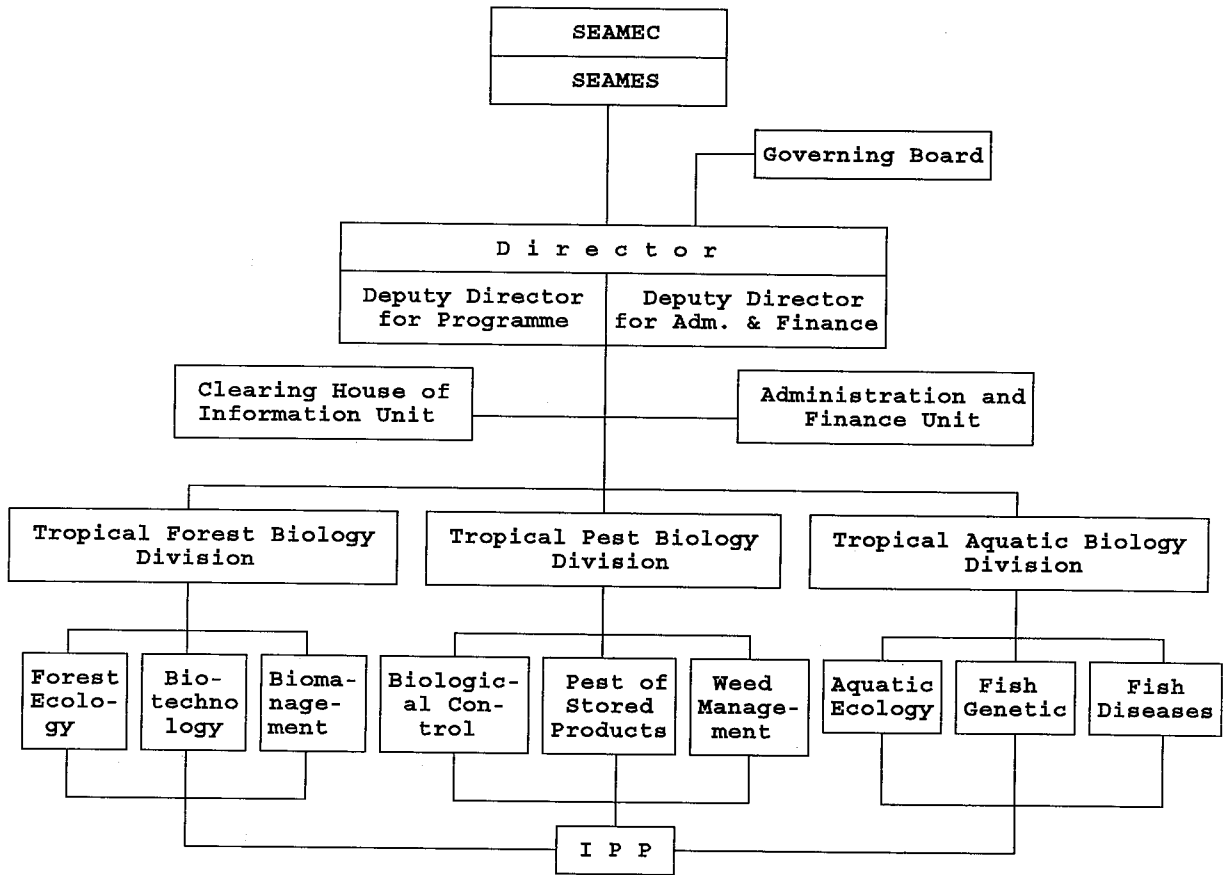 SEAMEC
SEAMES
Governing Board
D i r e c t o r
Deputy Director
for Programme
Deputy Director
for Adm. & Finance
Clearing House of
Information Unit
Administration and
Finance Unit
Tropical Forest Biology
Division
Tropical Pest Biology
Division
Tropical Aquatic Biology
Division
Forest
Ecolo-
gy
Bio-
techno
logy
Bioma-
nage-
ment
Biologic-
al Con-
trol
Pest of
Stored
Products
Weed
Manage-
ment
Aquatic
Ecology
Fish
Genetic
Fish
Diseases
I P P